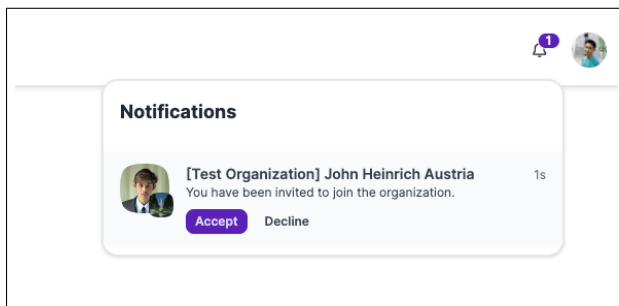 1
Notifications
[Test Organization] John Heinrich Austria 1s
You have been invited to join the organization.
Accept Decline